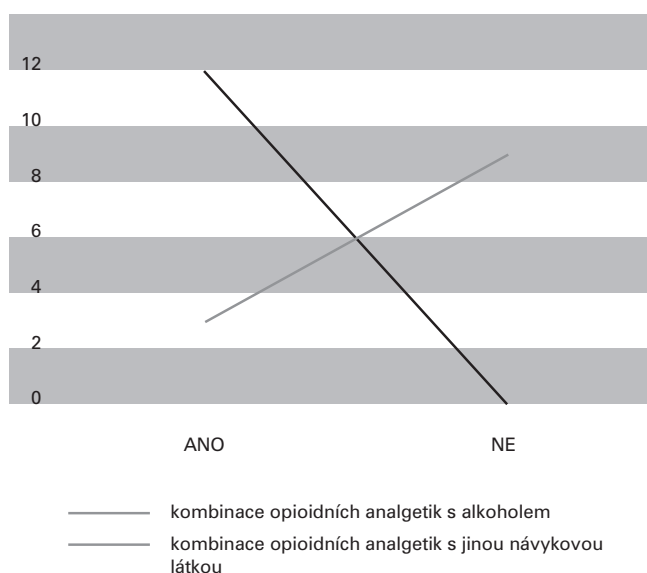 12
10
8
6
4
2
0
ANO NE
kombinace opioidních analgetik s alkoholem
kombinace opioidních analgetik s jinou návykovou
látkou